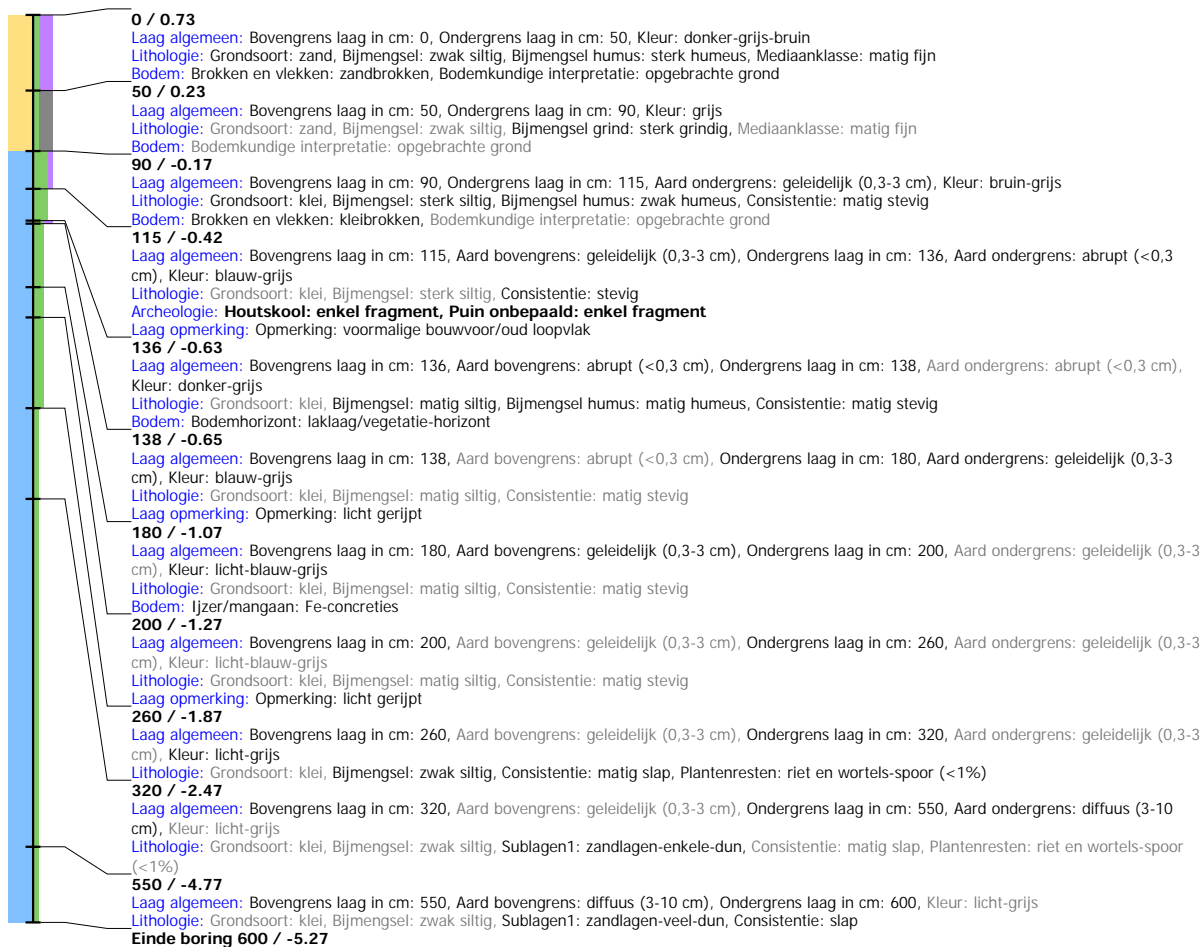 0 / 0.73
Laag algemeen: Bovengrens laag in cm: 0, Ondergrens laag in cm: 50, Kleur: donker-grijs-bruin
Lithologie: Grondsoort: zand, Bijmengsel: zwak siltig, Bijmengsel humus: sterk humeus, Mediaanklasse: matig fijn
Bodem: Brokken en vlekken: zandbrokken, Bodemkundige interpretatie: opgebrachte grond
50 / 0.23
Laag algemeen: Bovengrens laag in cm: 50, Ondergrens laag in cm: 90, Kleur: grijs
Lithologie: Grondsoort: zand, Bijmengsel: zwak siltig, Bijmengsel grind: sterk grindig, Mediaanklasse: matig fijn
Bodem: Bodemkundige interpretatie: opgebrachte grond
90 / -0.17
Laag algemeen: Bovengrens laag in cm: 90, Ondergrens laag in cm: 115, Aard ondergrens: geleidelijk (0,3-3 cm), Kleur: bruin-grijs
Lithologie: Grondsoort: klei, Bijmengsel: sterk siltig, Bijmengsel humus: zwak humeus, Consistentie: matig stevig
Bodem: Brokken en vlekken: kleibrokken, Bodemkundige interpretatie: opgebrachte grond
115 / -0.42
Laag algemeen: Bovengrens laag in cm: 115, Aard bovengrens: geleidelijk (0,3-3 cm), Ondergrens laag in cm: 136, Aard ondergrens: abrupt (<0,3
cm), Kleur: blauw-grijs
Lithologie: Grondsoort: klei, Bijmengsel: sterk siltig, Consistentie: stevig
Archeologie: Houtskool: enkel fragment, Puin onbepaald: enkel fragment
Laag opmerking: Opmerking: voormalige bouwvoor/oud loopvlak
136 / -0.63
Laag algemeen: Bovengrens laag in cm: 136, Aard bovengrens: abrupt (<0,3 cm), Ondergrens laag in cm: 138, Aard ondergrens: abrupt (<0,3 cm),
Kleur: donker-grijs
Lithologie: Grondsoort: klei, Bijmengsel: matig siltig, Bijmengsel humus: matig humeus, Consistentie: matig stevig
Bodem: Bodemhorizont: laklaag/vegetatie-horizont
138 / -0.65
Laag algemeen: Bovengrens laag in cm: 138, Aard bovengrens: abrupt (<0,3 cm), Ondergrens laag in cm: 180, Aard ondergrens: geleidelijk (0,3-3
cm), Kleur: blauw-grijs
Lithologie: Grondsoort: klei, Bijmengsel: matig siltig, Consistentie: matig stevig
Laag opmerking: Opmerking: licht gerijpt
180 / -1.07
Laag algemeen: Bovengrens laag in cm: 180, Aard bovengrens: geleidelijk (0,3-3 cm), Ondergrens laag in cm: 200, Aard ondergrens: geleidelijk (0,3-3
cm), Kleur: licht-blauw-grijs
Lithologie: Grondsoort: klei, Bijmengsel: matig siltig, Consistentie: matig stevig
Bodem: Ijzer/mangaan: Fe-concreties
200 / -1.27
Laag algemeen: Bovengrens laag in cm: 200, Aard bovengrens: geleidelijk (0,3-3 cm), Ondergrens laag in cm: 260, Aard ondergrens: geleidelijk (0,3-3
cm), Kleur: licht-blauw-grijs
Lithologie: Grondsoort: klei, Bijmengsel: matig siltig, Consistentie: matig stevig
Laag opmerking: Opmerking: licht gerijpt
260 / -1.87
Laag algemeen: Bovengrens laag in cm: 260, Aard bovengrens: geleidelijk (0,3-3 cm), Ondergrens laag in cm: 320, Aard ondergrens: geleidelijk (0,3-3
cm), Kleur: licht-grijs
Lithologie: Grondsoort: klei, Bijmengsel: zwak siltig, Consistentie: matig slap, Plantenresten: riet en wortels-spoor (<1%)
320 / -2.47
Laag algemeen: Bovengrens laag in cm: 320, Aard bovengrens: geleidelijk (0,3-3 cm), Ondergrens laag in cm: 550, Aard ondergrens: diffuus (3-10
cm), Kleur: licht-grijs
Lithologie: Grondsoort: klei, Bijmengsel: zwak siltig, Sublagen1: zandlagen-enkele-dun, Consistentie: matig slap, Plantenresten: riet en wortels-spoor
(<1%)
550 / -4.77
Laag algemeen: Bovengrens laag in cm: 550, Aard bovengrens: diffuus (3-10 cm), Ondergrens laag in cm: 600, Kleur: licht-grijs
Lithologie: Grondsoort: klei, Bijmengsel: zwak siltig, Sublagen1: zandlagen-veel-dun, Consistentie: slap
Einde boring 600 / -5.27